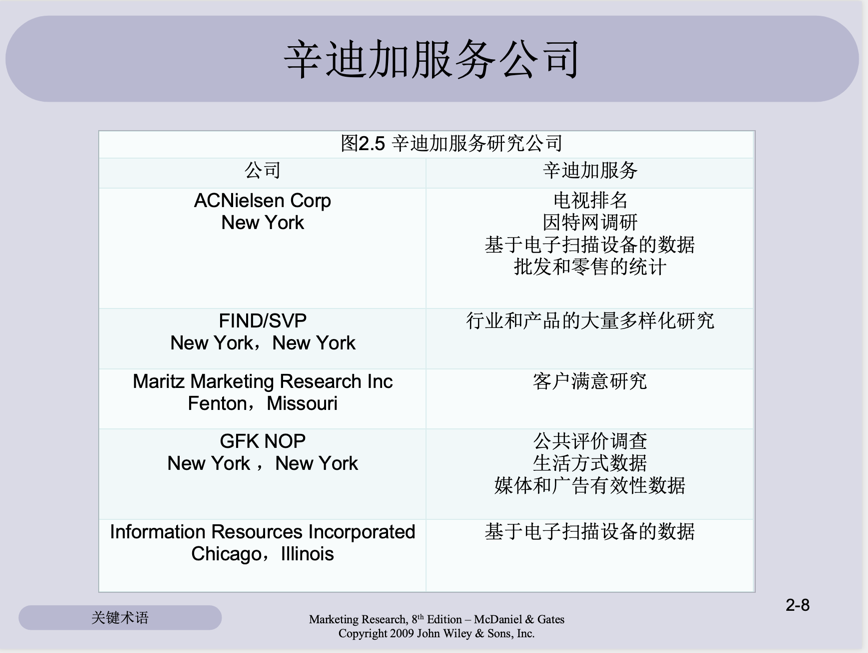 辛迪加服务公司
图2.5 辛迪加服务研究公司
公司
辛迪加服务
ACNielsen Corp
New York
电视排名
因特网调研
基于电子扫描设备的数据
批发和零售的统计
FIND/SVP
New York，New York
行业和产品的大量多样化研究
Maritz Marketing Research Inc
Fenton，Missouri
客户满意研究
GFK NOP
New York ，New York
公共评价调查
生活方式数据
媒体和广告有效性数据
Information Resources Incorporated
Chicago，Illinois
基于电子扫描设备的数据
2-8
关键术语
Marketing Research, 8th Edition – McDaniel & Gates
Copyright 2009 John Wiley & Sons, Inc.